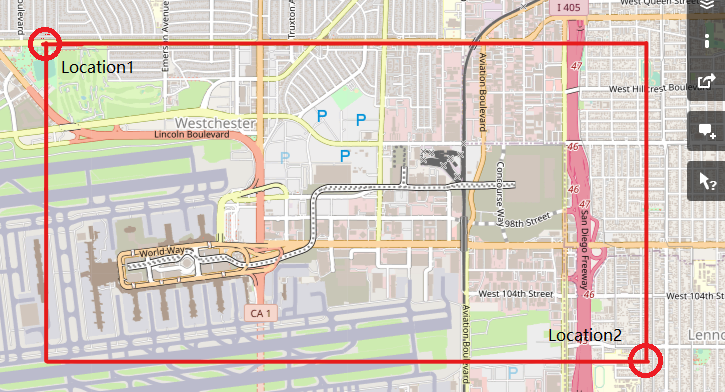 West Queen Street
I 405
Boulevard
Emerson Avenue
Truxton A
Location1
Aviation Boulevard
West Hillcrest Boulevard
46
Westchester
P
P
Lincoln Boulevard
P
P
47
46
Concourse Way
47
98th Street
San Diego Freeway
World Way
46
West 104th Street
West 104th St
CA 1
Aviation Boulevard
Location2
Lenno